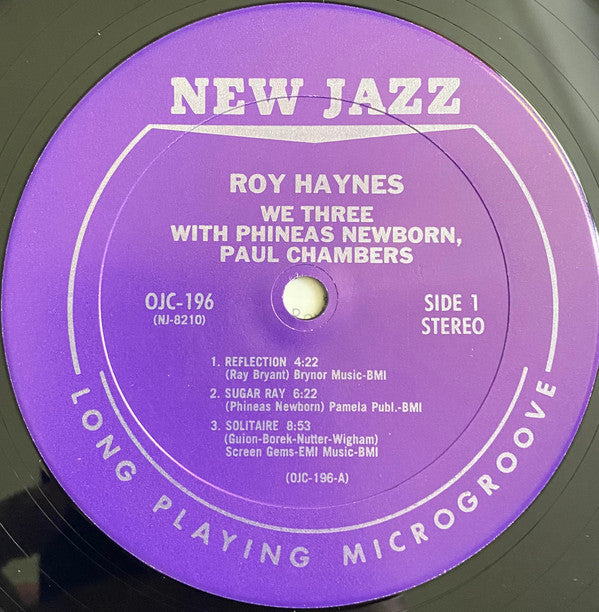 NEW JAZZ
ROY HAYNES
WE THREE
WITH PHINEAS NEWBORN,
PAUL CHAMBERS
OJC-196
(NJ-8210)
SIDE 1
STEREO
1. REFLECTION 4:22
(Ray Bryant) Brynor Music-BMI
2. SUGAR RAY 6:22
(Phineas Newborn) Pamela Publ.-BMI
3. SOLITAIRE 8:53
(Guion-Borek-Nutter-Wigham)
Screen Gems-EMI Music-BMI
(OJC-196-A)
LONG PLAYING MICROGROOVE